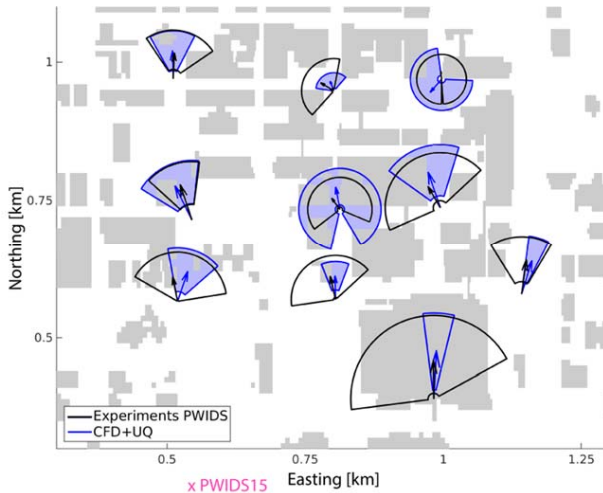 1
0.75
0.5
Northing [km]
Experiments PWIDS
CFD+UQ
0.5
0.75
1
1.25
x PWIDS15
Easting [km]